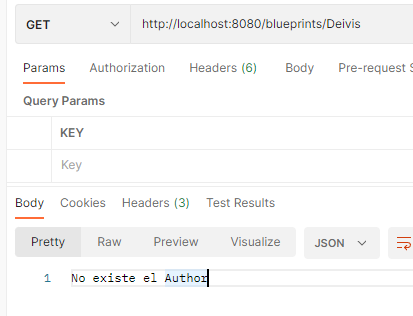 GET http://localhost:8080/blueprints/Deivis
Params Authorization Headers (6) Body Pre-request S
Query Params
KEY
Key
Body Cookies Headers (3) Test Results
Pretty Raw Preview Visualize JSON
1 No existe el Author